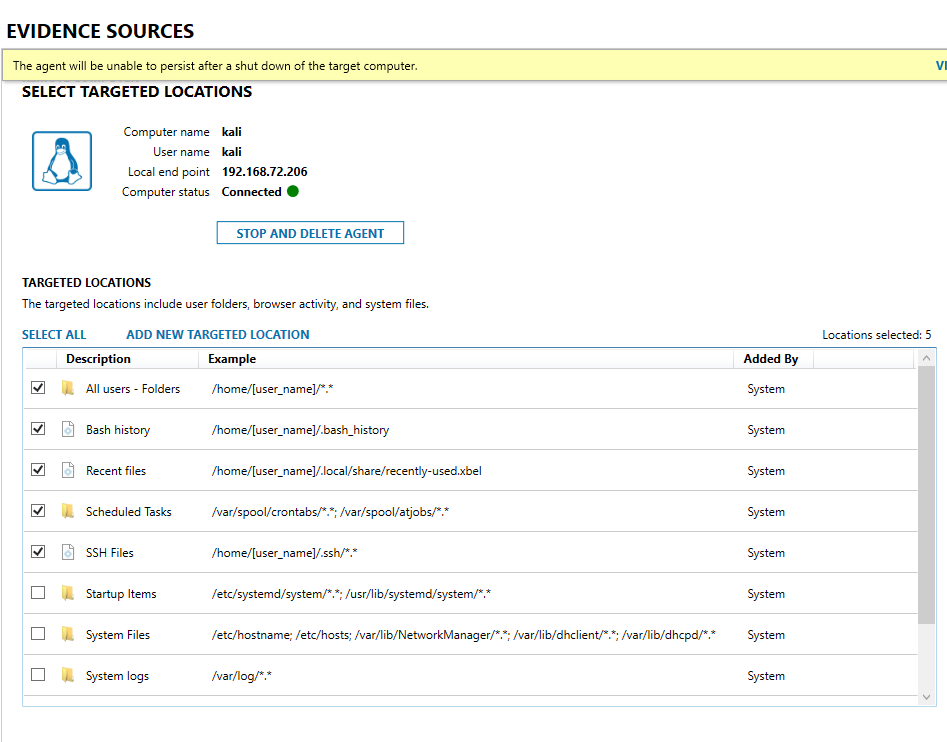 EVIDENCE SOURCES
The agent will be unable to persist after a shut down of the target computer.
SELECT TARGETED LOCATIONS
Computer name kali
User name kali
Local end point 192.168.72.206
Computer status Connected
STOP AND DELETE AGENT
TARGETED LOCATIONS
The targeted locations include user folders, browser activity, and system files.
SELECT ALL ADD NEW TARGETED LOCATION Locations selected: 5
Description Example Added By
All users - Folders /home/[user_name]/*.* System
Bash history /home/[user_name]/.bash_history System
Recent files /home/[user_name]/.local/share/recently-used.xbel System
Scheduled Tasks /var/spool/crontabs/*.*; /var/spool/atjobs/*.* System
SSH Files /home/[user_name]/.ssh/*.* System
Startup Items /etc/systemd/system/*.*; /usr/lib/systemd/system/*.* System
System Files /etc/hostname; /etc/hosts; /var/lib/NetworkManager/*.*; /var/lib/dhclient/*.*; /var/lib/dhcpd/*.* System
System logs /var/log/*.* System